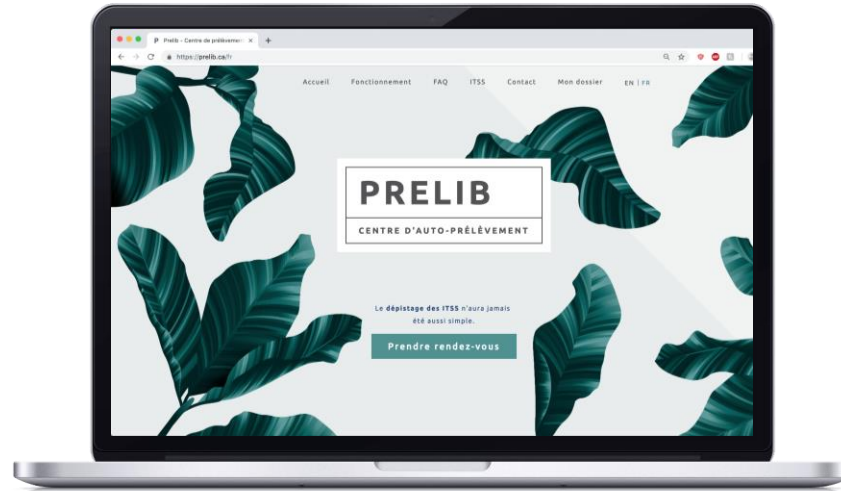 P Prelib - Centre de prélèvement
https://prelib.ca/fr
Accueil Fonctionnement FAQ ITSS Contact Mon dossier EN | FR
PRELIB
CENTRE D'AUTO-PRÉLÈVEMENT
Le dépistage des ITSS n'aura jamais
été aussi simple.
Prendre rendez-vous